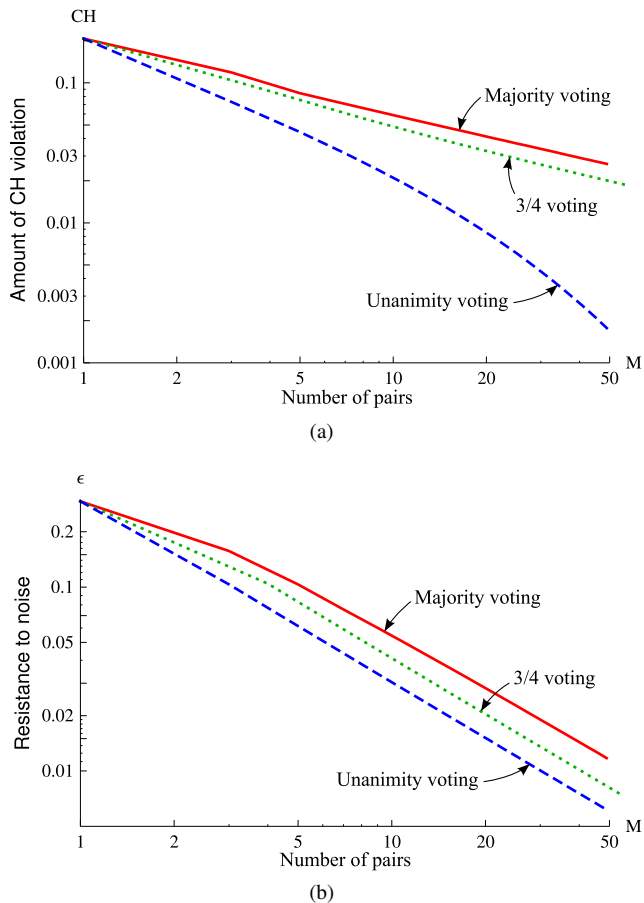 CH
0.1
0.03
0.01
0.003
0.001
Amount of CH violation
Majority voting
3/4 voting
Unanimity voting
1 2 5 10 20 50 M
Number of pairs
(a)
ϵ
0.2
0.1
0.05
0.02
0.01
Resistance to noise
Majority voting
3/4 voting
Unanimity voting
1 2 5 10 20 50 M
Number of pairs
(b)